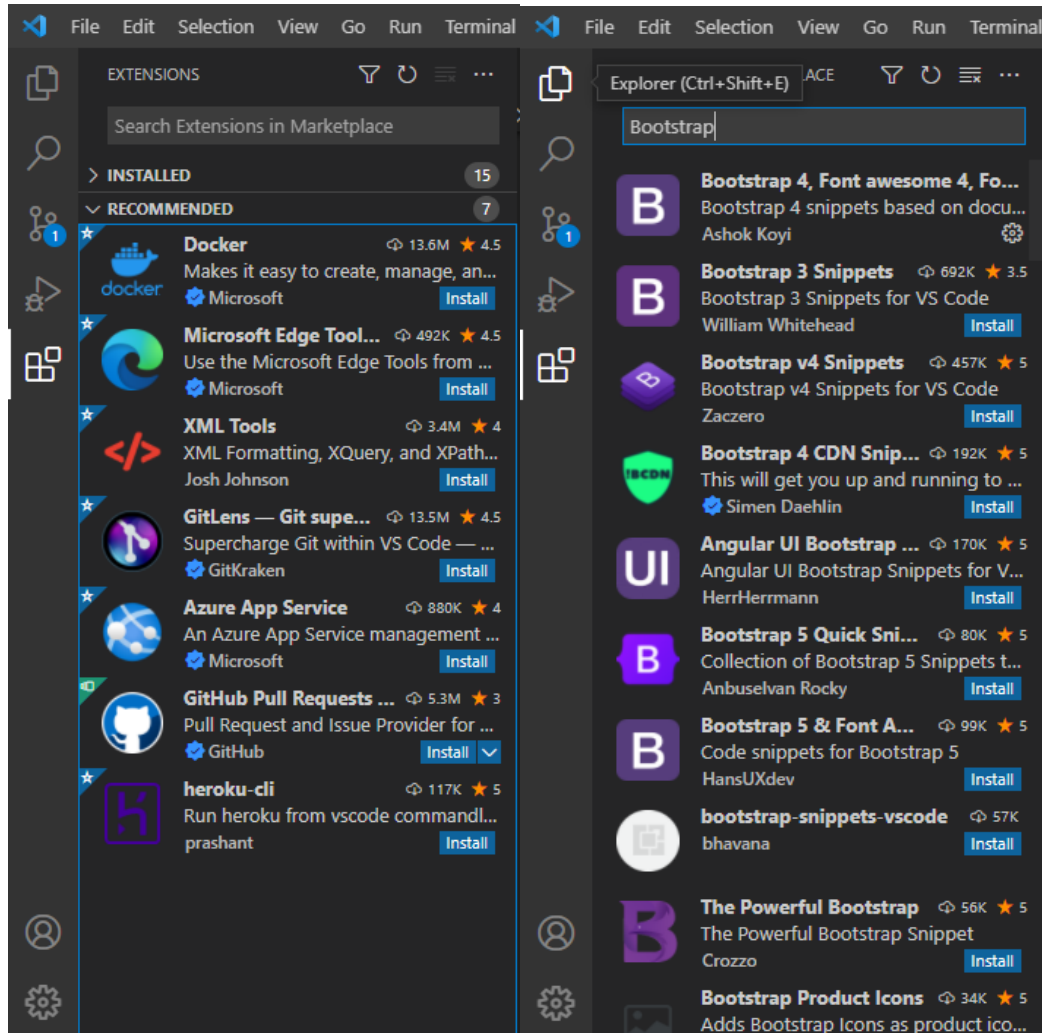 File Edit Selection View Go Run Terminal
EXTENSIONS
Search Extensions in Marketplace
INSTALLED 15
RECOMMENDED 7
1
docker
Docker 13.6M 4.5
Makes it easy to create, manage, an...
Microsoft Install
Microsoft Edge Tool... 492K 4.5
Use the Microsoft Edge Tools from ...
Microsoft Install
XML Tools 3.4M 4
XML Formatting, XQuery, and XPath...
Josh Johnson Install
GitLens — Git supe... 13.5M 4.5
Supercharge Git within VS Code — ...
GitKraken Install
Azure App Service 880K 4
An Azure App Service management ...
Microsoft Install
GitHub Pull Requests ... 5.3M 3
Pull Request and Issue Provider for ...
GitHub Install
heroku-cli 117K 5
Run heroku from vscode commandl...
prashant Install
File Edit Selection View Go Run Terminal
Explorer (Ctrl+Shift+E) LACE
Bootstrap
1
B
Bootstrap 4, Font awesome 4, Fo...
Bootstrap 4 snippets based on docu...
Ashok Koyi
B
Bootstrap 3 Snippets 692K 3.5
Bootstrap 3 Snippets for VS Code
William Whitehead Install
B
Bootstrap v4 Snippets 457K 5
Bootstrap v4 Snippets for VS Code
Zaczero Install
!BCDN
Bootstrap 4 CDN Snip... 192K 5
This will get you up and running to ...
Simen Daehlin Install
UI
Angular UI Bootstrap ... 170K 5
Angular UI Bootstrap Snippets for V...
HerrHerrmann Install
B
Bootstrap 5 Quick Sni... 80K 5
Collection of Bootstrap 5 Snippets t...
Anbuselvan Rocky Install
B
Bootstrap 5 & Font A... 99K 5
Code snippets for Bootstrap 5
HansUXdev Install
bootstrap-snippets-vscode 57K
bhavana Install
B
The Powerful Bootstrap 56K 5
The Powerful Bootstrap Snippet
Crozzo Install
Bootstrap Product Icons 34K 5
Adds Bootstrap Icons as product ico...